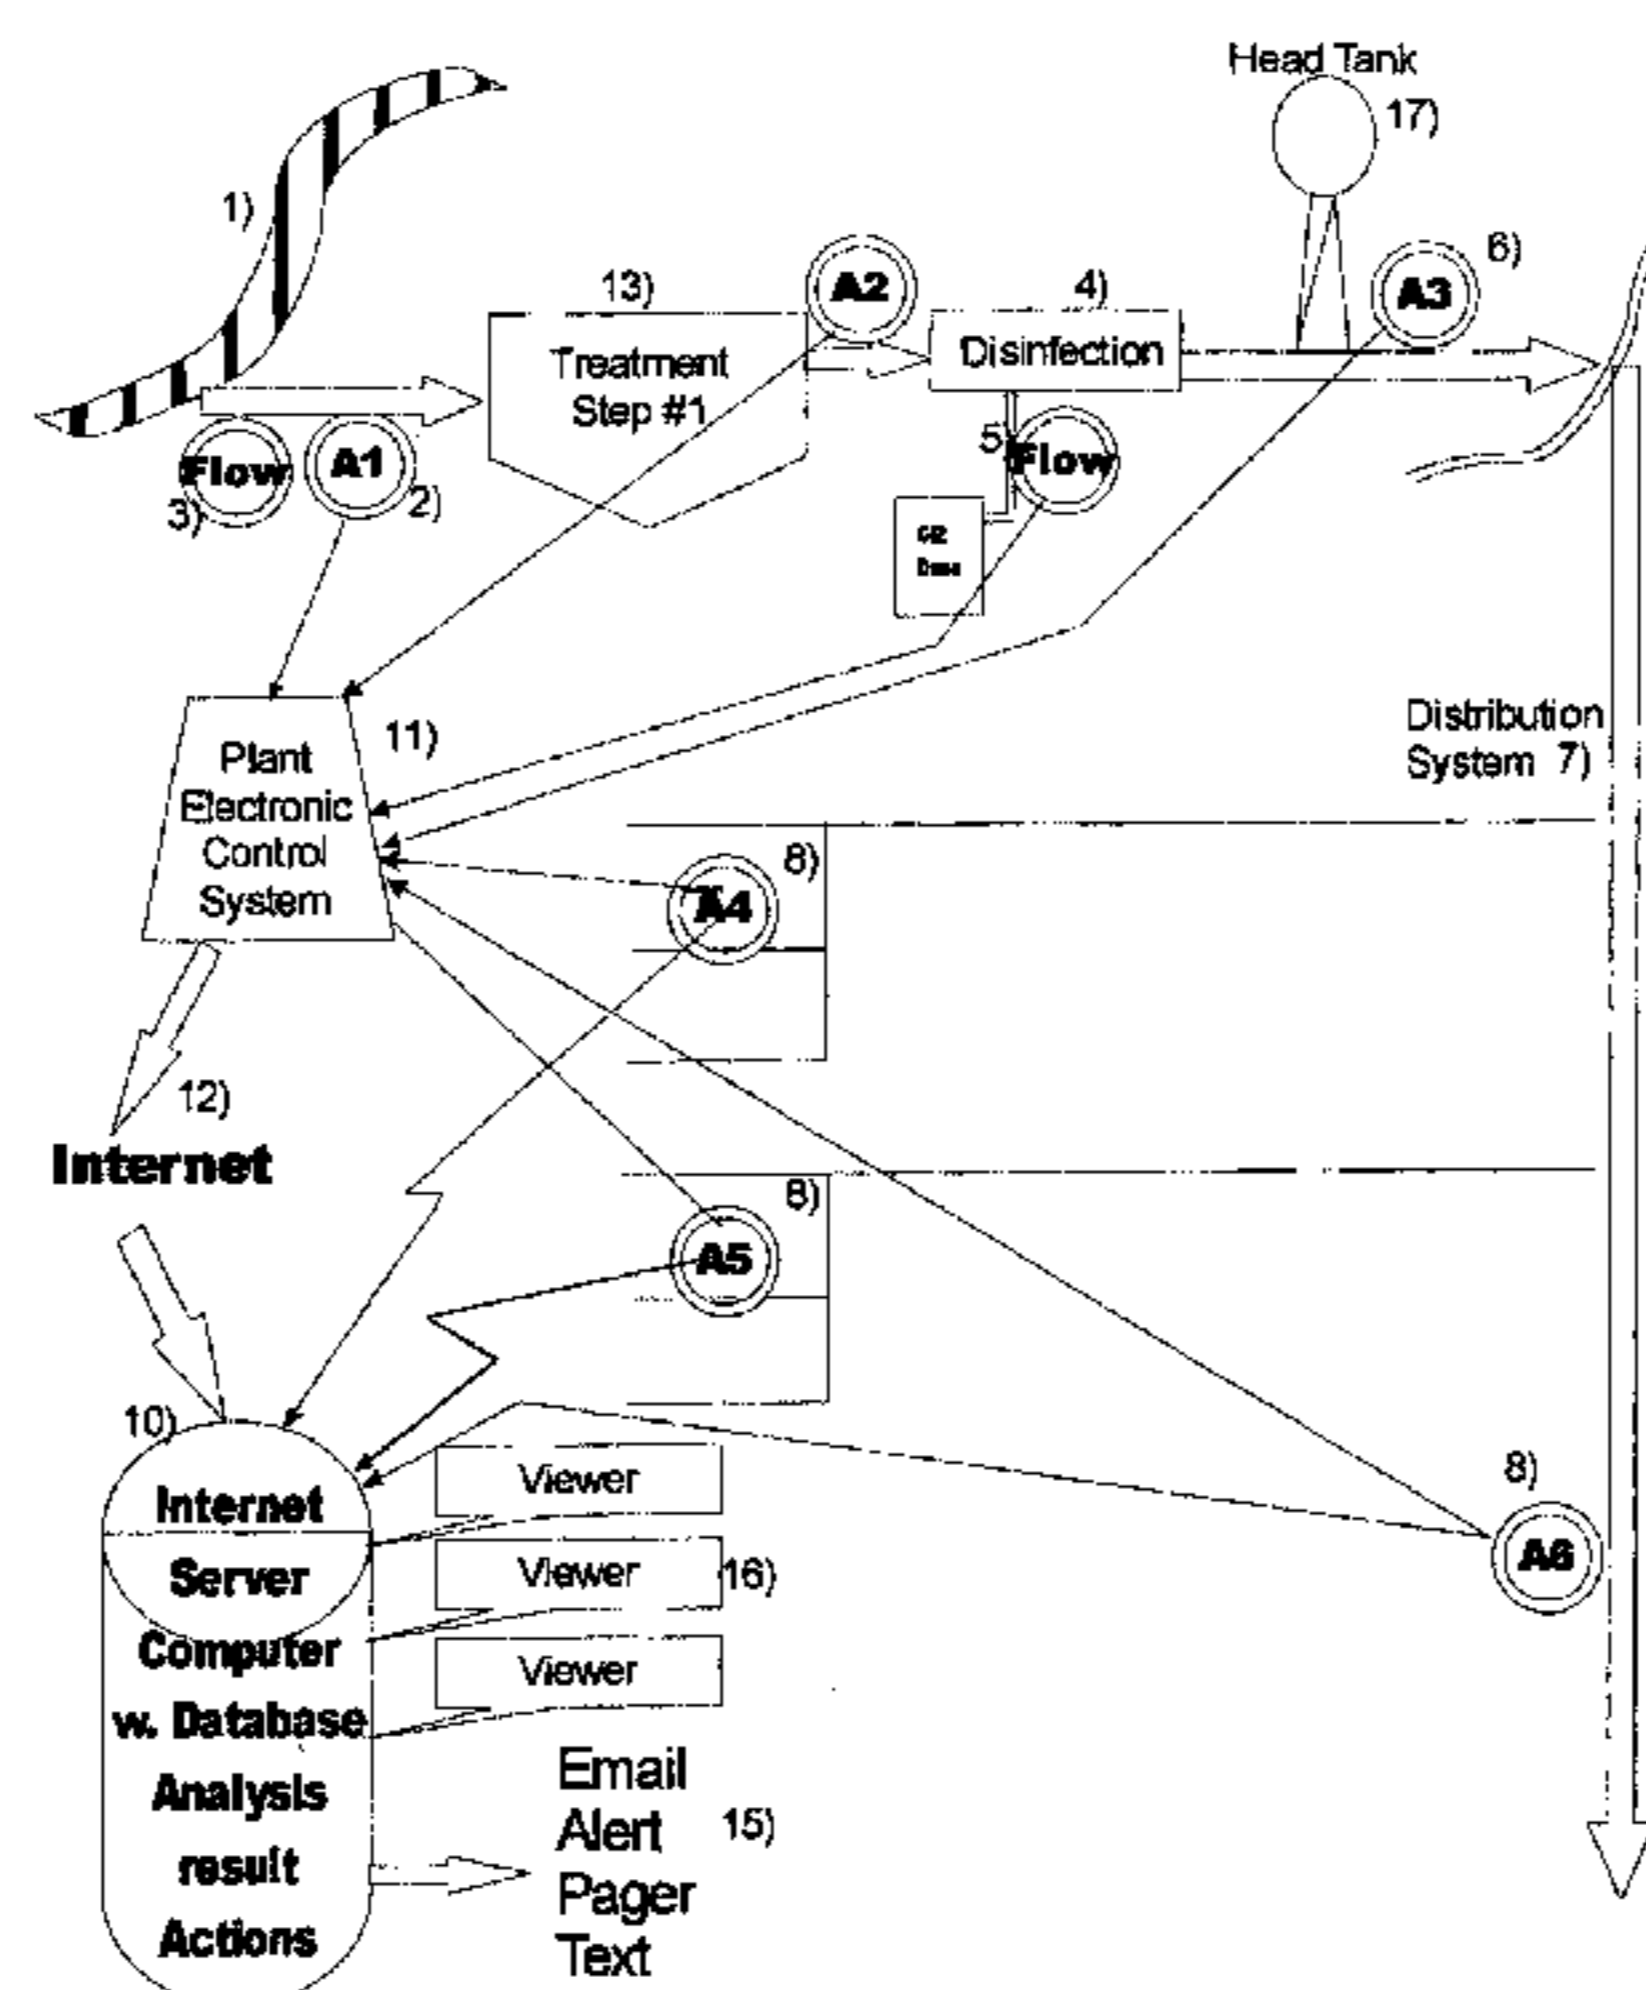 Head Tank
17)
1)
6)
13)
A2
4)
A3
Treatment
Step #1
Disinfection
Flow
A1
3)
2)
5)
Flow
Distribution
System 7)
11)
Plant
Electronic
Control
System
8)
A4
12)
Internet
8)
A5
10)
Internet
Server
Computer
w. Database
Analysis
result
Actions
Viewer
Viewer
16)
Viewer
8)
A6
Email
Alert
15)
Pager
Text